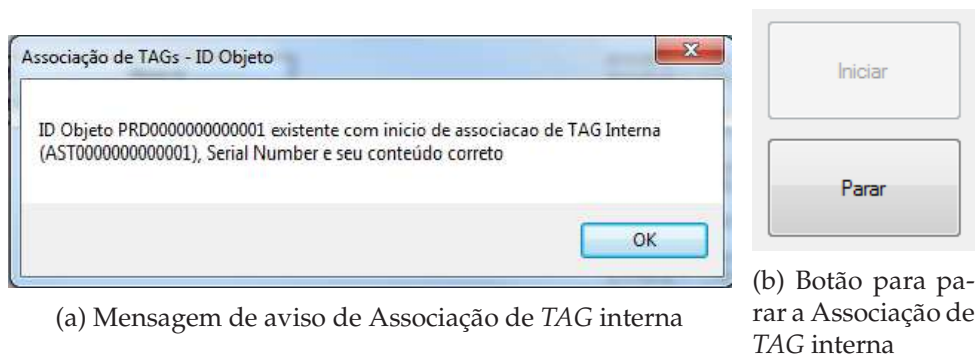 Associação de TAGs - ID Objeto
ID Objeto PRD0000000000001 existente com inicio de associacao de TAG Interna
(AST0000000000001), Serial Number e seu conteúdo correto
OK
(a) Mensagem de aviso de Associação de TAG interna
Iniciar
Parar
(b) Botão para pa-
rar a Associação de
TAG interna